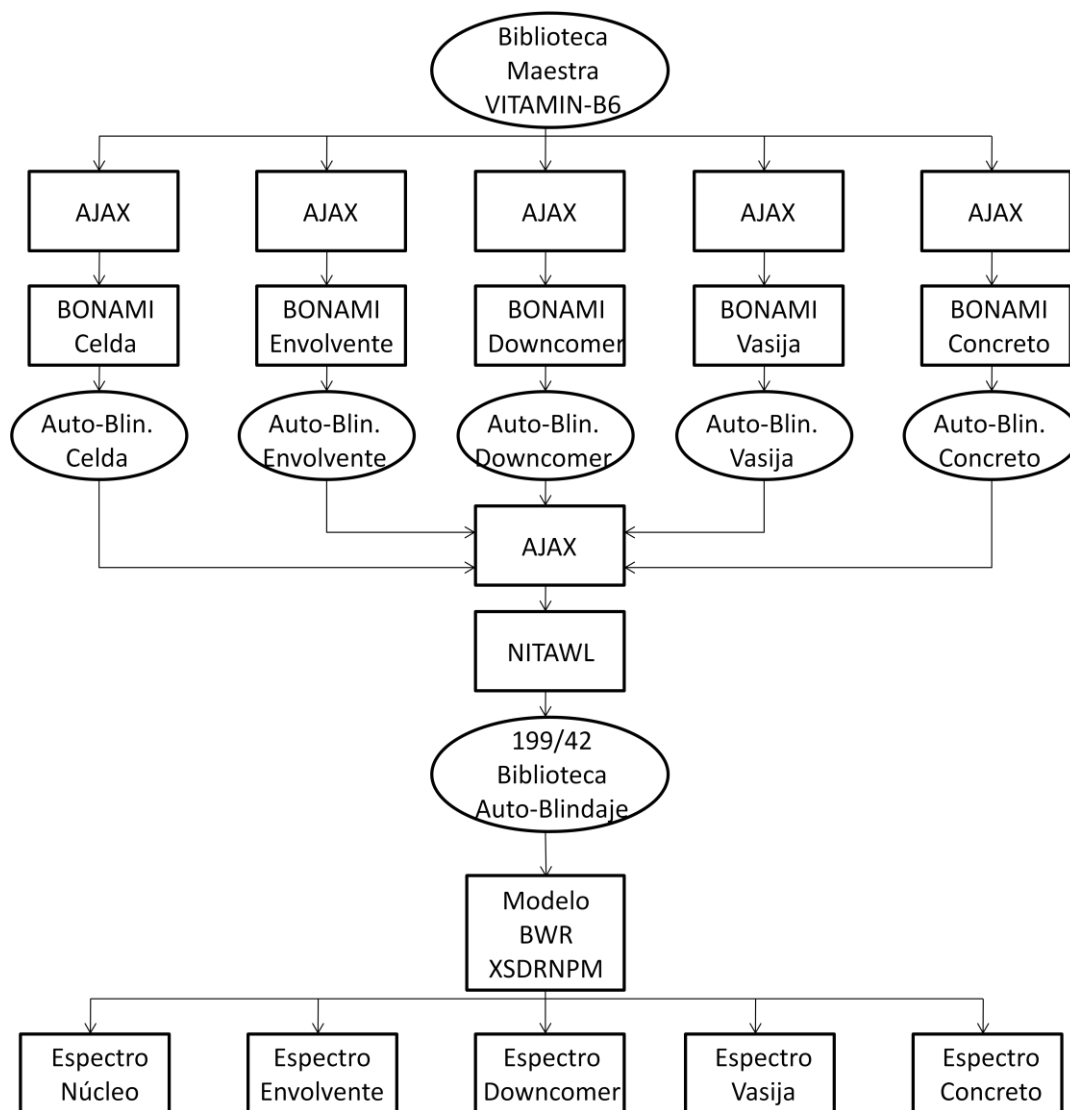 Biblioteca
Maestra
VITAMIN-B6
AJAX
AJAX
AJAX
AJAX
AJAX
BONAMI
Celda
BONAMI
Envolvente
BONAMI
Downcomer
BONAMI
Vasija
BONAMI
Concreto
Auto-Blin.
Celda
Auto-Blin.
Envolvente
Auto-Blin.
Downcomer
Auto-Blin.
Vasija
Auto-Blin.
Concreto
AJAX
NITAWL
199/42
Biblioteca
Auto-Blindaje
Modelo
BWR
XSDRNPM
Espectro
Núcleo
Espectro
Envolvente
Espectro
Downcomer
Espectro
Vasija
Espectro
Concreto